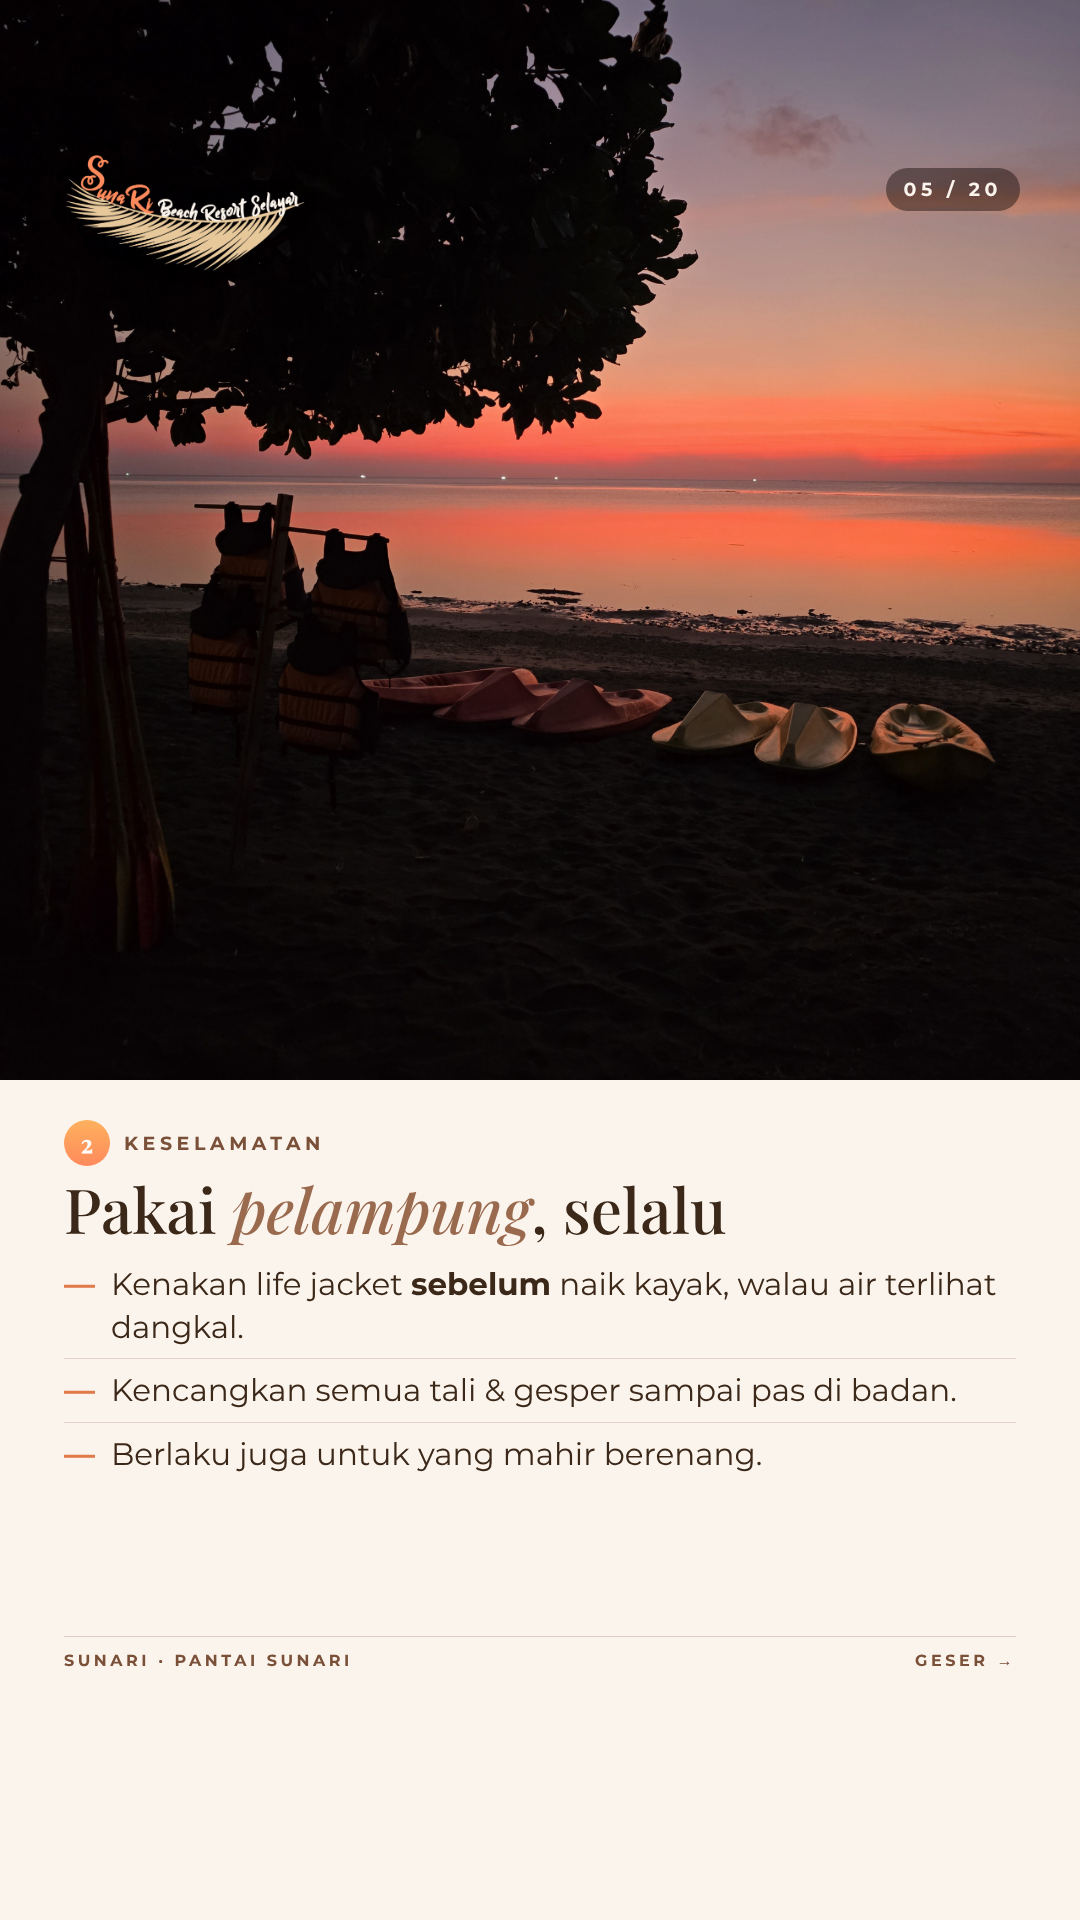 SunaRi Beach Resort Selayar
05 / 20
2 KESELAMATAN
Pakai pelampung, selalu
— Kenakan life jacket sebelum naik kayak, walau air terlihat
dangkal.
— Kencangkan semua tali & gesper sampai pas di badan.
— Berlaku juga untuk yang mahir berenang.
SUNARI · PANTAI SUNARI
GESER →